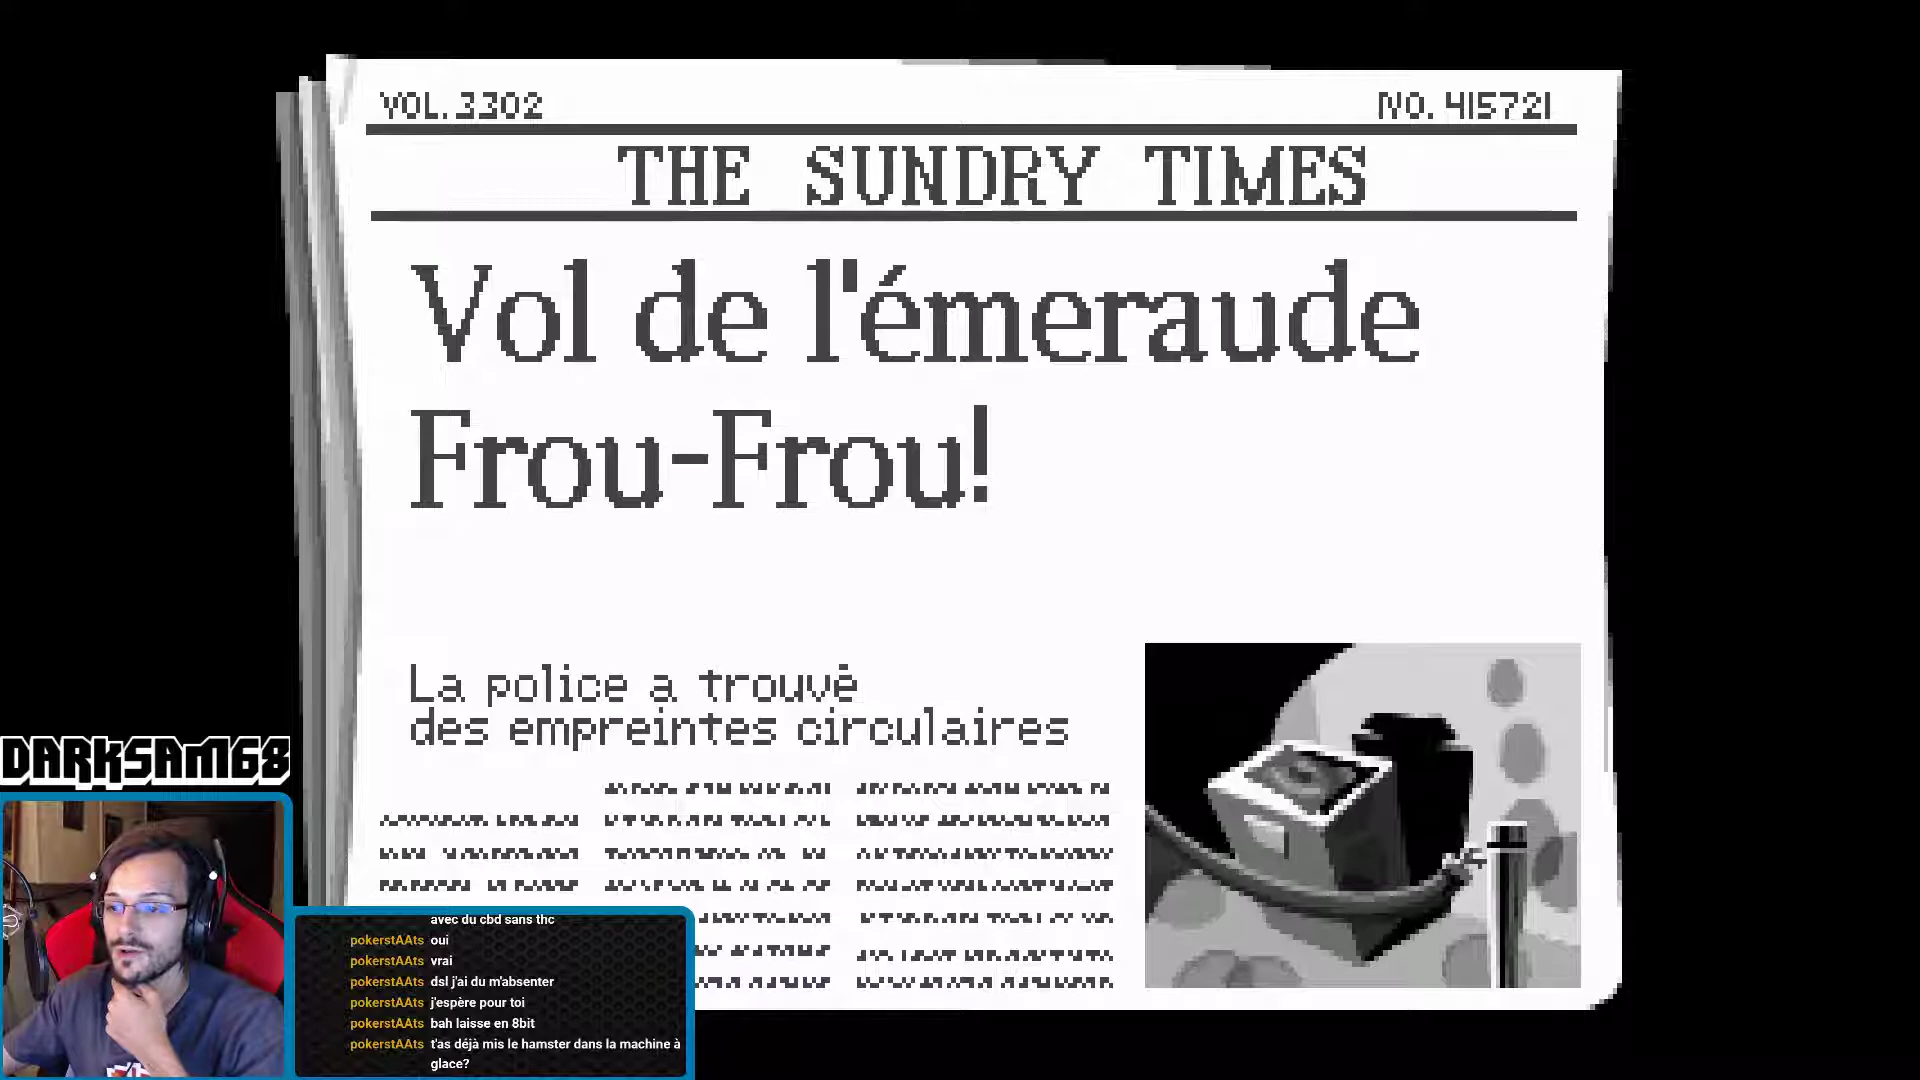 VOL. 3302
NO. 415721
THE SUNDRY TIMES
Vol de l'émeraude
Frou-Frou!
La police a trouvé
des empreintes circulaires
DARKSAM68
avec du cbd sans thc
pokerstAAts oui
pokerstAAts vrai
pokerstAAts dsl j'ai du m'absenter
pokerstAAts j'espère pour toi
pokerstAAts bah laisse en 8bit
pokerstAAts t'as déjà mis le hamster dans la machine à
glace?